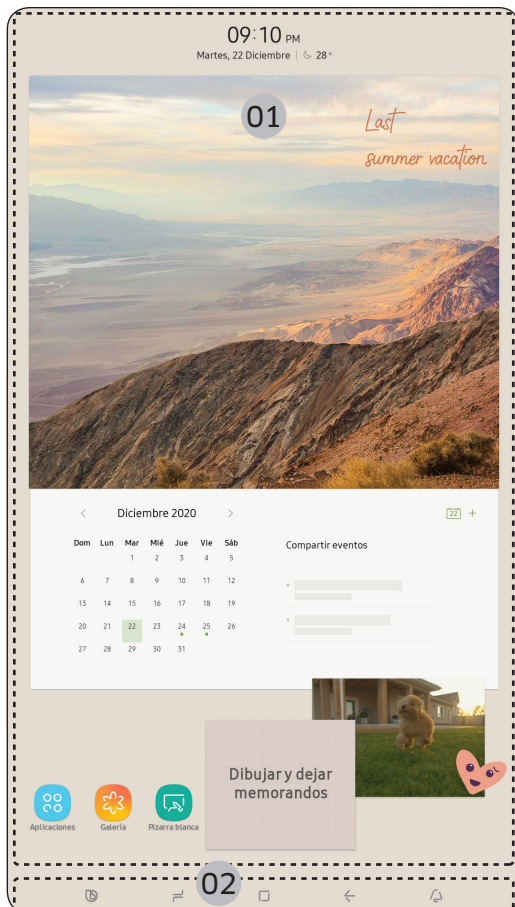 09:10 PM
Martes, 22 Diciembre | 28°
01
Last
summer vacation
< Diciembre 2020 >
22 +
Dom Lun Mar Mié Jue Vie Sáb
Compartir eventos
1 2 3 4 5
6 7 8 9 10 11 12
13 14 15 16 17 18 19
20 21 22 23 24 25 26
27 28 29 30 31
Dibujar y dejar
memorandos
Aplicaciones Galería Pizarra blanca
02